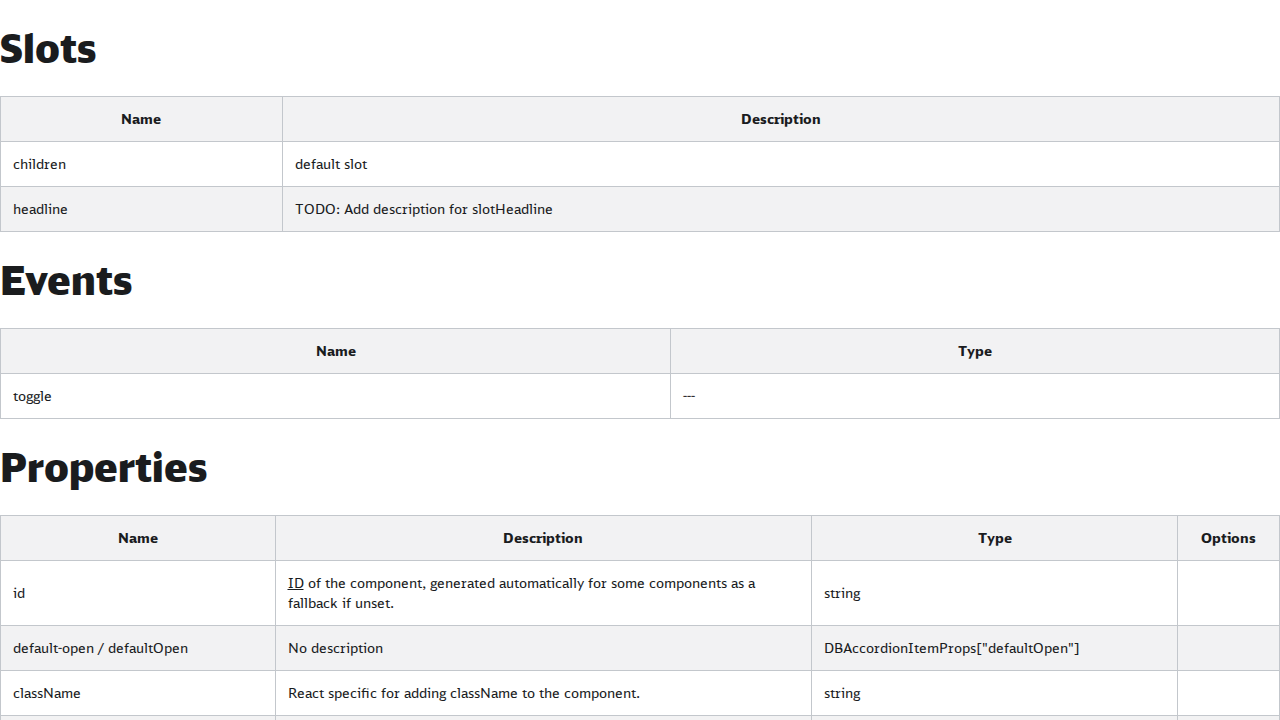 Slots
Name Description
children default slot
headline TODO: Add description for slotHeadline
Events
Name Type
toggle ---
Properties
Name Description Type Options
id ID of the component, generated automatically for some components as a fallback if unset. string
default-open / defaultOpen No description DBAccordionItemProps["defaultOpen"]
className React specific for adding className to the component. string